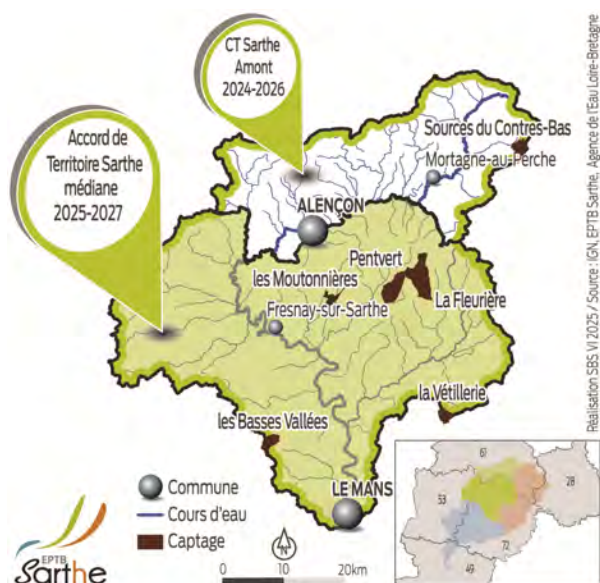 CT Sarthe
Amont
2024-2026
Accord de
Territoire Sarthe
médiane
2025-2027
Sources du Contres-Bas
Mortagne-au-Perche
ALENÇON
Pentvert
les Moutonnières
La Fleurière
Fresnay-sur-Sarthe
la Vétillerie
les Basses Vallées
LE MANS
Commune
Cours d'eau
Captage
N
0
20km
EPTB
Sarthe
67
53
28
72
49
Réalisation SBS VI 2025 / Source : IGN, EPTB Sarthe, Agence de l'Eau Loire-Bretagne